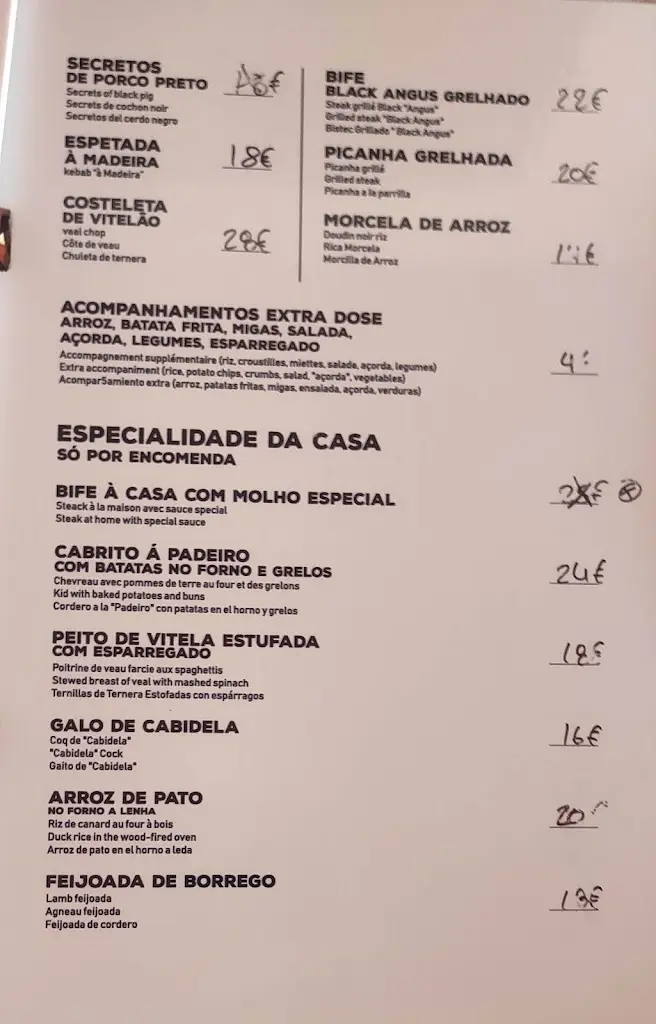 SECRETOS
DE PORCO PRETO
Secrets of black pig
Secrets de cochon noir
Secretos del cerdo negro
ESPETADA
À MADEIRA 18€
kebab "à Madeira"
COSTELETA
DE VITELÃO
veal chop 28€
Côte de veau
Chuleta de ternera
BIFE
BLACK ANGUS GRELHADO 22€
Steak grillé Black "Angus"
Grilled steak "Black Angus"
Bistec Grillado " Black Angus"
PICANHA GRELHADA
Picanha grillé 20€
Grilled steak
Picanha a la parrilla
MORCELA DE ARROZ
Doudin noir riz
Rica Morcela
Morcilla de Arroz
ACOMPANHAMENTOS EXTRA DOSE
ARROZ, BATATA FRITA, MIGAS, SALADA,
AÇORDA, LEGUMES, ESPARREGADO
Accompagnement supplémentaire (riz, croustilles, miettes, salade, açorda, legumes) 4
Extra accompaniment (rice, potato chips, crumbs, salad, "açorda", vegetables)
AcomparSamiento extra (arroz, patatas fritas, migas, ensalada, açorda, verduras)
ESPECIALIDADE DA CASA
SÓ POR ENCOMENDA
BIFE À CASA COM MOLHO ESPECIAL
Steack à la maison avec sauce special
Steak at home with special sauce
CABRITO Á PADEIRO
COM BATATAS NO FORNO E GRELOS 24€
Chevreau avec pommes de terre au four et des grelons
Kid with baked potatoes and buns
Cordero a la "Padeiro" con patatas en el horno y grelos
PEITO DE VITELA ESTUFADA
COM ESPARREGADO
Poitrine de veau farcie aux spaghettis
Stewed breast of veal with mashed spinach
Ternillas de Ternera Estofadas con espárragos
GALO DE CABIDELA 16€
Coq de "Cabidela"
"Cabidela" Cock
Gaito de "Cabidela"
ARROZ DE PATO
NO FORNO A LENHA 20
Riz de canard au four à bois
Duck rice in the wood-fired oven
Arroz de pato en el horno a leda
FEIJOADA DE BORREGO
Lamb feijoada 13€
Agneau feijoada
Feijoada de cordero